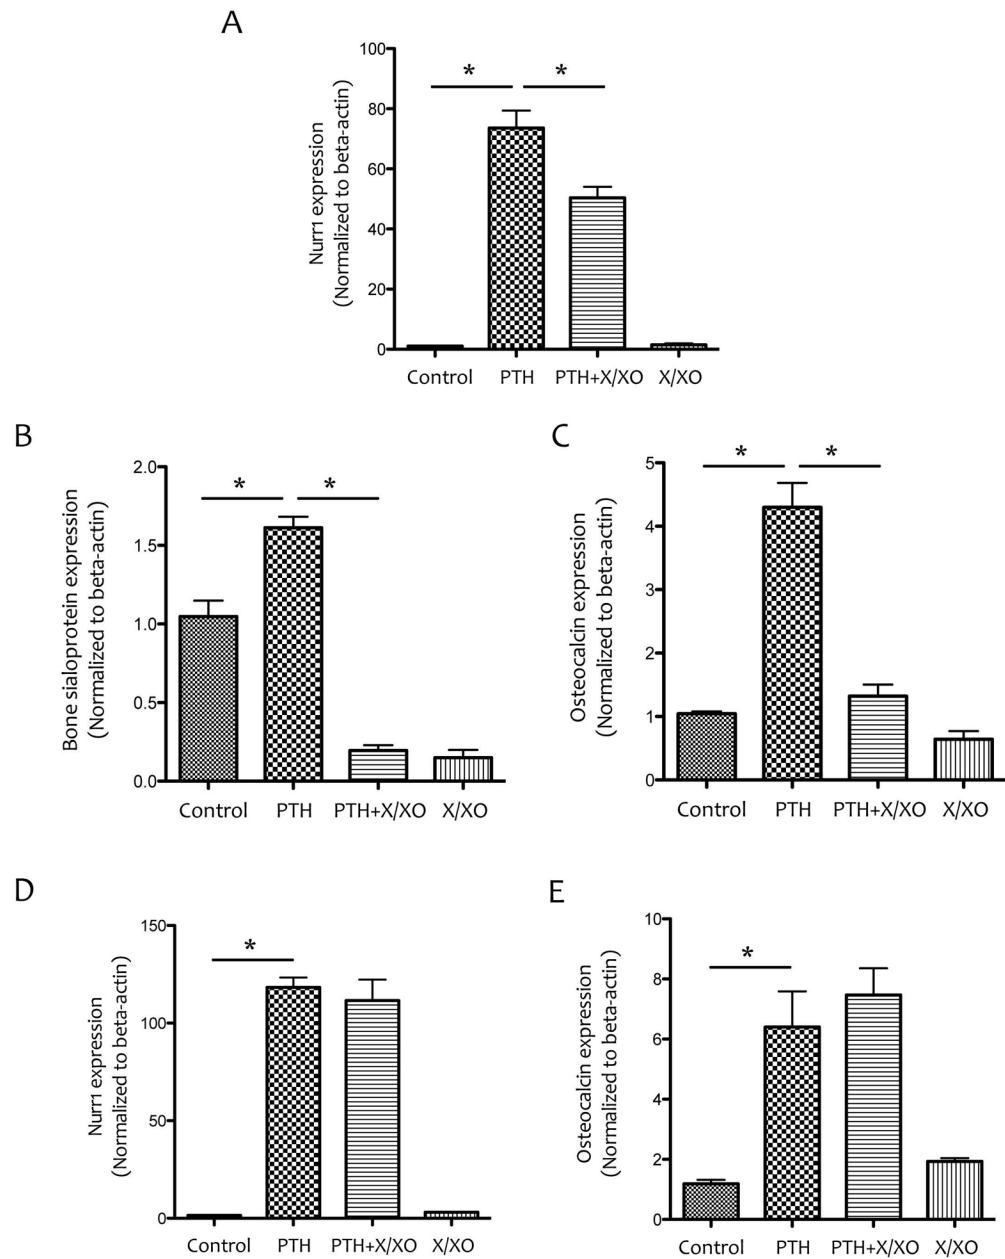 A
Nurr1 expression
(Normalized to beta-actin)
100
80
60
40
20
0
* *
Control PTH PTH+X/XO X/XO
B
Bone sialoprotein expression
(Normalized to beta-actin)
2.0
1.5
1.0
0.5
0.0
* *
Control PTH PTH+X/XO X/XO
C
Osteocalcin expression
(Normalized to beta-actin)
5
4
3
2
1
0
* *
Control PTH PTH+X/XO X/XO
D
Nurr1 expression
(Normalized to beta-actin)
150
100
50
0
*
Control PTH PTH+X/XO X/XO
E
Osteocalcin expression
(Normalized to beta-actin)
10
8
6
4
2
0
*
Control PTH PTH+X/XO X/XO